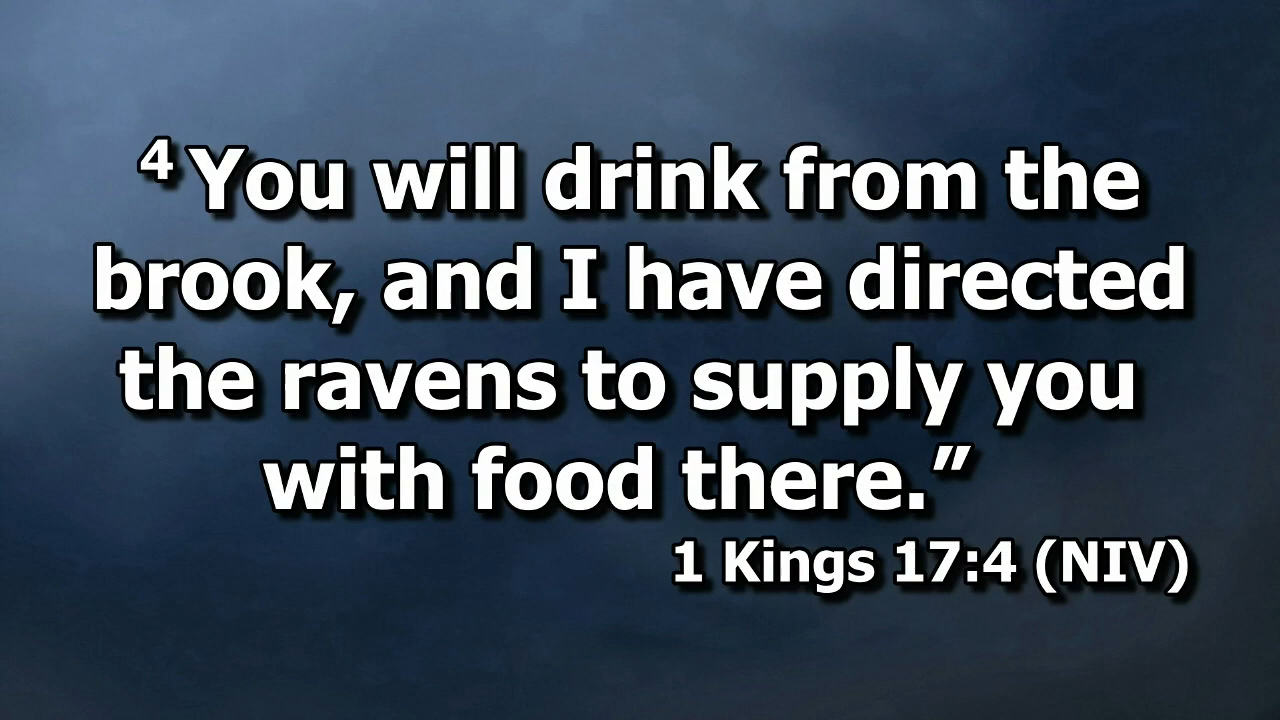 4 You will drink from the
brook, and I have directed
the ravens to supply you
with food there.”
1 Kings 17:4 (NIV)